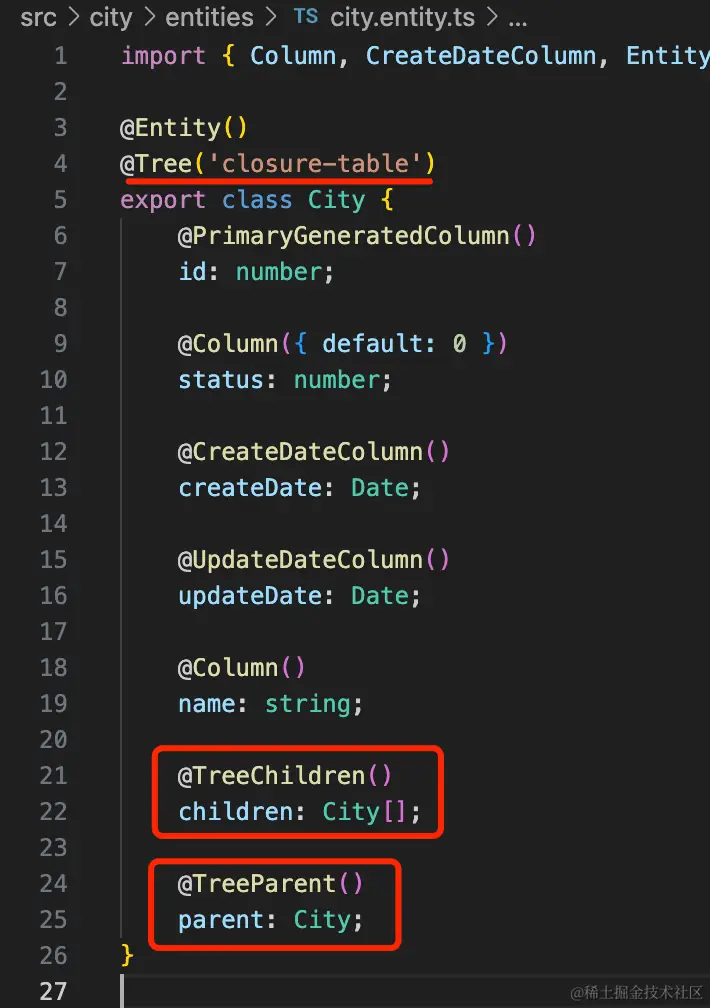 src > city > entities > TS city.entity.ts > ...
1 import { Column, CreateDateColumn, Entity
2
3 @Entity()
4 @Tree('closure-table')
5 export class City {
6 @PrimaryGeneratedColumn()
7 id: number;
8
9 @Column({ default: 0 })
10 status: number;
11
12 @CreateDateColumn()
13 createDate: Date;
14
15 @UpdateDateColumn()
16 updateDate: Date;
17
18 @Column()
19 name: string;
20
21 @TreeChildren()
22 children: City[];
23
24 @TreeParent()
25 parent: City;
26 }
27
@稀土掘金技术社区